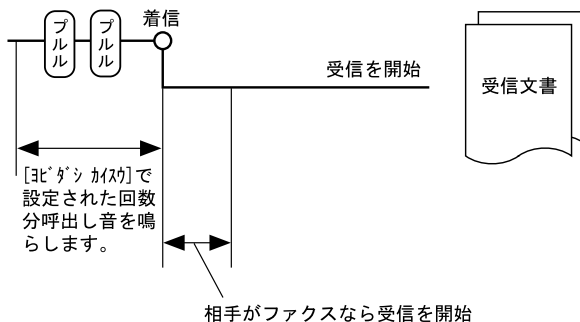 プルル
プルル
着信
受信を開始
受信文書
[ﾖﾋﾞﾀﾞｼ ｶｲｽｳ]で
設定された回数
分呼出し音を鳴
らします。
相手がファクスなら受信を開始